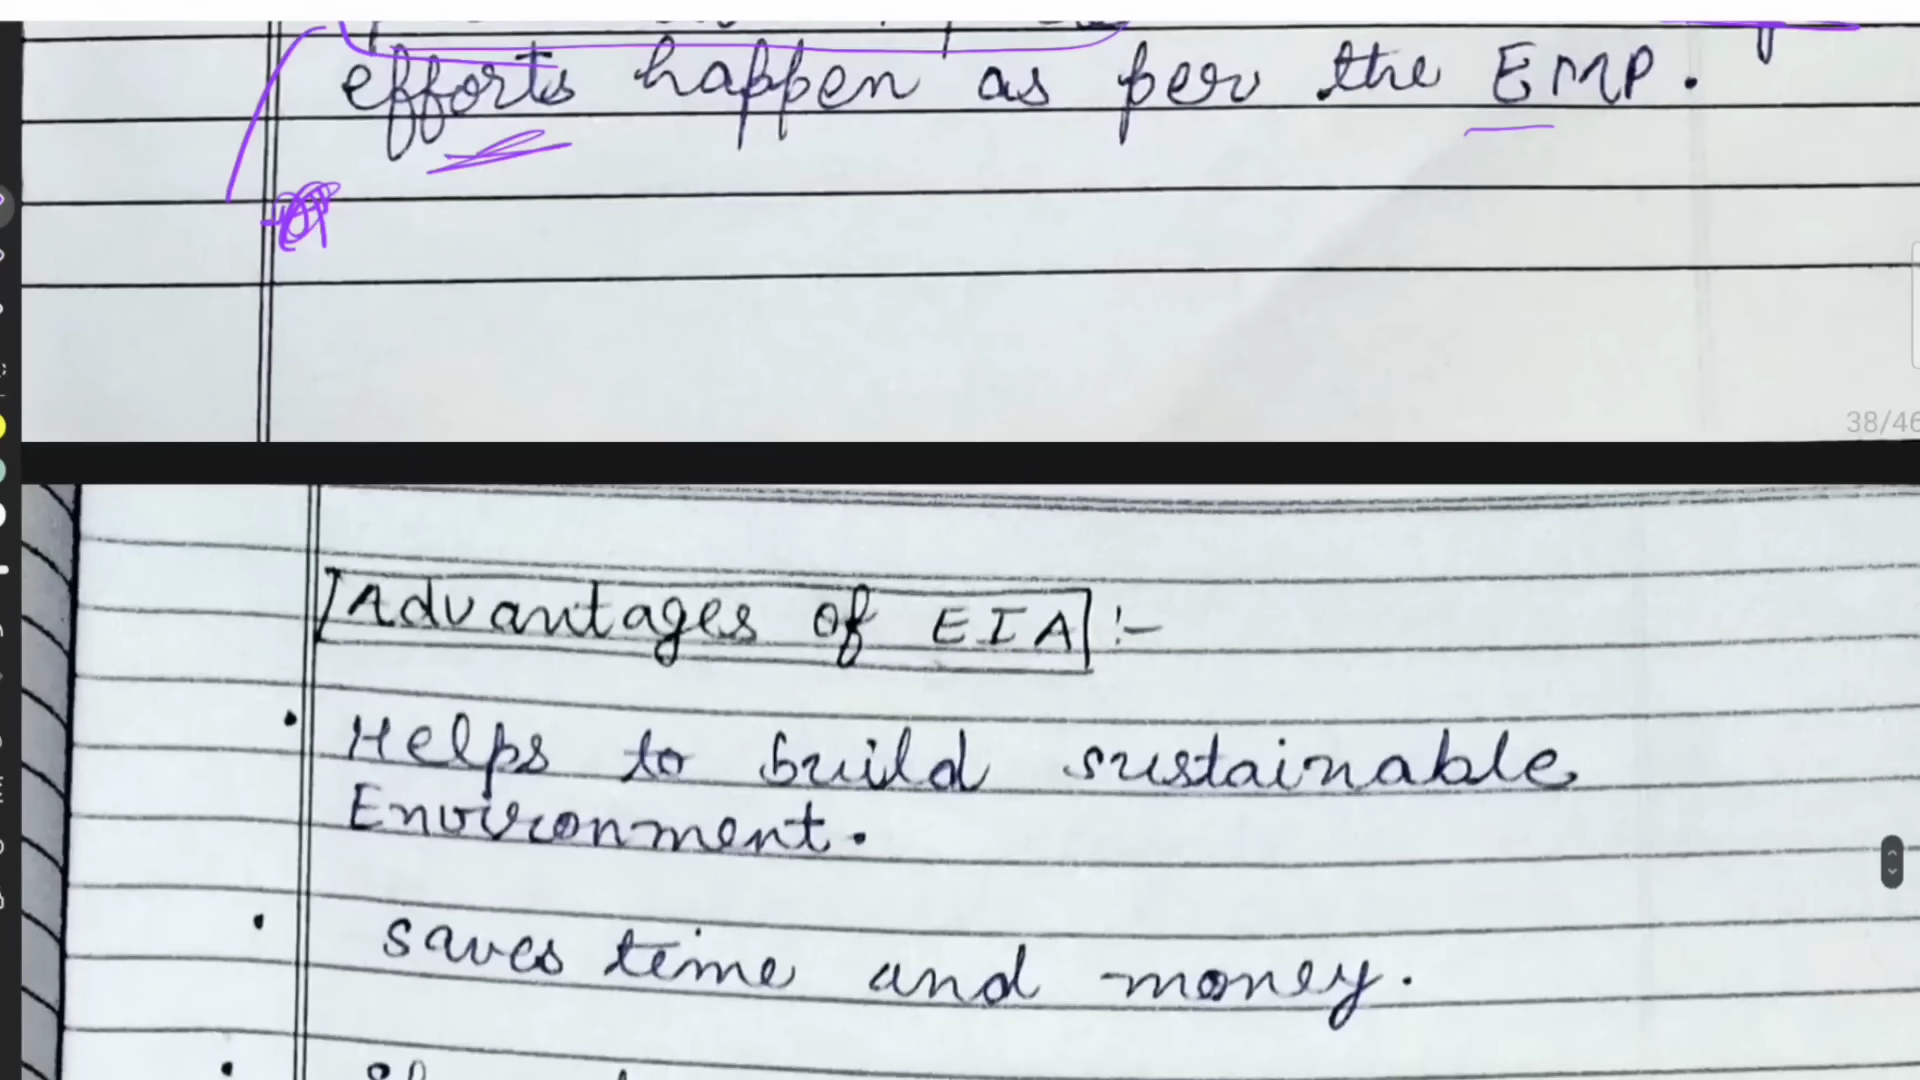 efforts happen as per the EMP.
38/46
Advantages of EIA :-
Helps to build sustainable
Environment.
saves time and money.